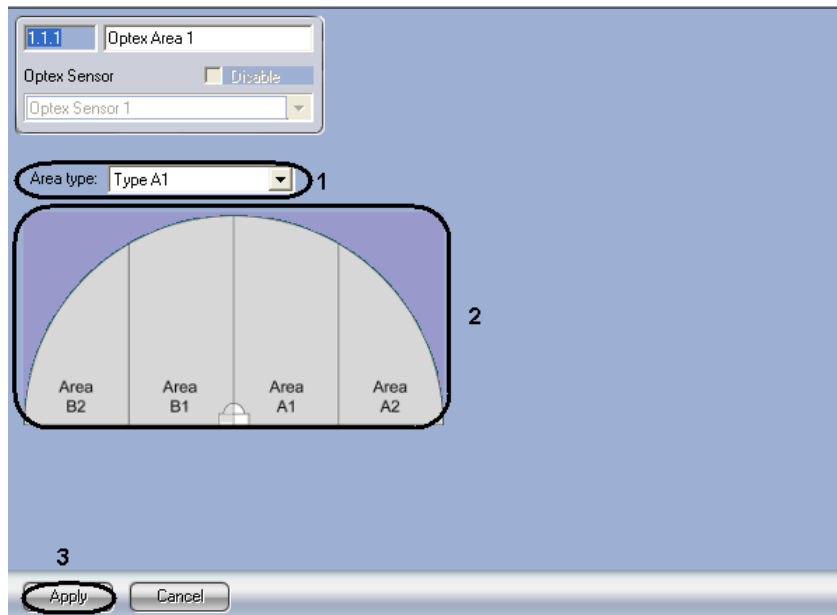 1.1.1 Optex Area 1
Optex Sensor Disable
Optex Sensor 1
Area type: Type A1 1
2
Area Area Area Area
B2 B1 A1 A2
3
Apply Cancel